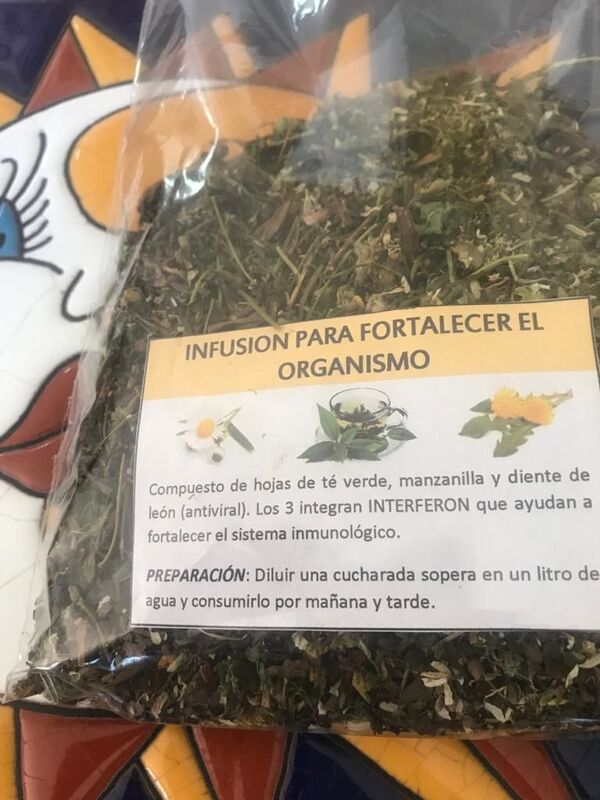 INFUSION PARA FORTALECER EL
ORGANISMO
Compuesto de hojas de té verde, manzanilla y diente de
león (antiviral). Los 3 integran INTERFERON que ayudan a
fortalecer el sistema inmunológico.
PREPARACIÓN: Diluir una cucharada sopera en un litro de
agua y consumirlo por mañana y tarde.